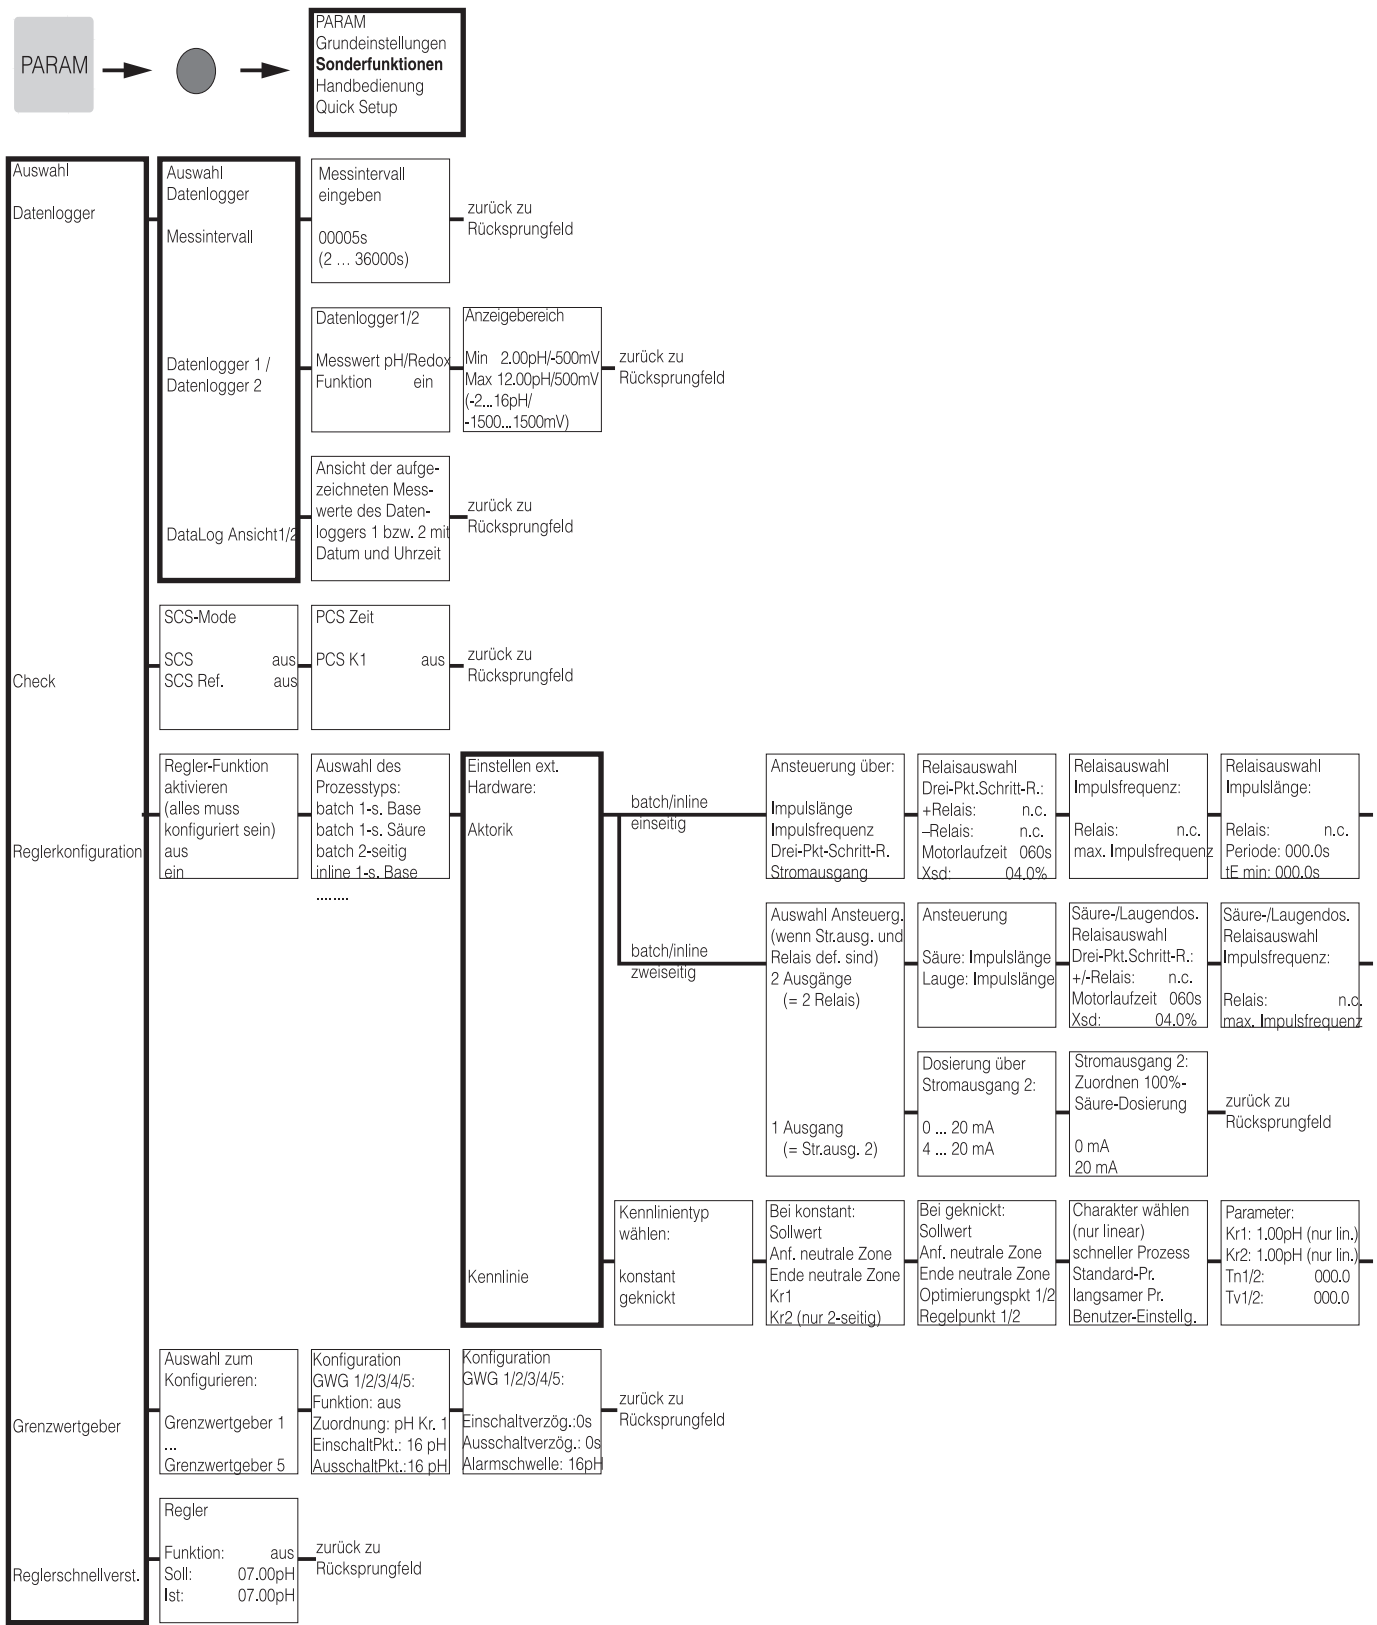 PARAM
PARAM
Grundeinstellungen
Sonderfunktionen
Handbedienung
Quick Setup
Auswahl
Datenlogger
Auswahl
Datenlogger
Messintervall
Messintervall
eingeben
00005s
(2 ... 36000s)
zurück zu
Rücksprungfeld
Datenlogger 1 /
Datenlogger 2
Datenlogger1/2
Messwert pH/Redox
Funktion ein
Anzeigebereich
Min 2.00pH/-500mV
Max 12.00pH/500mV
(-2...16pH/
-1500...1500mV)
zurück zu
Rücksprungfeld
DataLog Ansicht1/2
Ansicht der aufge-
zeichneten Mess-
werte des Daten-
loggers 1 bzw. 2 mit
Datum und Uhrzeit
zurück zu
Rücksprungfeld
Check
SCS-Mode
SCS aus
SCS Ref. aus
PCS Zeit
PCS K1 aus
zurück zu
Rücksprungfeld
Reglerkonfiguration
Regler-Funktion
aktivieren
(alles muss
konfiguriert sein)
aus
ein
Auswahl des
Prozesstyps:
batch 1-s. Base
batch 1-s. Säure
batch 2-seitig
inline 1-s. Base
........
Einstellen ext.
Hardware:
Aktorik
batch/inline
einseitig
Ansteuerung über:
Impulslänge
Impulsfrequenz
Drei-Pkt-Schritt-R.
Stromausgang
Relaisauswahl
Drei-Pkt.Schritt-R.:
+Relais: n.c.
–Relais: n.c.
Motorlaufzeit 060s
Xsd: 04.0%
Relaisauswahl
Impulsfrequenz:
Relais: n.c.
max. Impulsfrequenz
Relaisauswahl
Impulslänge:
Relais: n.c.
Periode: 000.0s
tE min: 000.0s
batch/inline
zweiseitig
Auswahl Ansteuerg.
(wenn Str.ausg. und
Relais def. sind)
2 Ausgänge
(= 2 Relais)
1 Ausgang
(= Str.ausg. 2)
Ansteuerung
Säure: Impulslänge
Lauge: Impulslänge
Säure-/Laugendos.
Relaisauswahl
Drei-Pkt.Schritt-R.:
+/-Relais: n.c.
Motorlaufzeit 060s
Xsd: 04.0%
Säure-/Laugendos.
Relaisauswahl
Impulsfrequenz:
Relais: n.c.
max. Impulsfrequenz
Dosierung über
Stromausgang 2:
0 ... 20 mA
4 ... 20 mA
Stromausgang 2:
Zuordnen 100%-
Säure-Dosierung
0 mA
20 mA
zurück zu
Rücksprungfeld
Kennlinie
Kennlinientyp
wählen:
konstant
geknickt
Bei konstant:
Sollwert
Anf. neutrale Zone
Ende neutrale Zone
Kr1
Kr2 (nur 2-seitig)
Bei geknickt:
Sollwert
Anf. neutrale Zone
Ende neutrale Zone
Optimierungspkt 1/2
Regelpunkt 1/2
Charakter wählen
(nur linear)
schneller Prozess
Standard-Pr.
langsamer Pr.
Benutzer-Einstellg.
Parameter:
Kr1: 1.00pH (nur lin.)
Kr2: 1.00pH (nur lin.)
Tn1/2: 000.0
Tv1/2: 000.0
Grenzwertgeber
Auswahl zum
Konfigurieren:
Grenzwertgeber 1
...
Grenzwertgeber 5
Konfiguration
GWG 1/2/3/4/5:
Funktion: aus
Zuordnung: pH Kr. 1
EinschaltPkt.: 16 pH
AusschaltPkt.:16 pH
Konfiguration
GWG 1/2/3/4/5:
Einschaltverzög.:0s
Ausschaltverzög.: 0s
Alarmschwelle: 16pH
zurück zu
Rücksprungfeld
Reglerschnellverst.
Regler
Funktion: aus
Soll: 07.00pH
Ist: 07.00pH
zurück zu
Rücksprungfeld